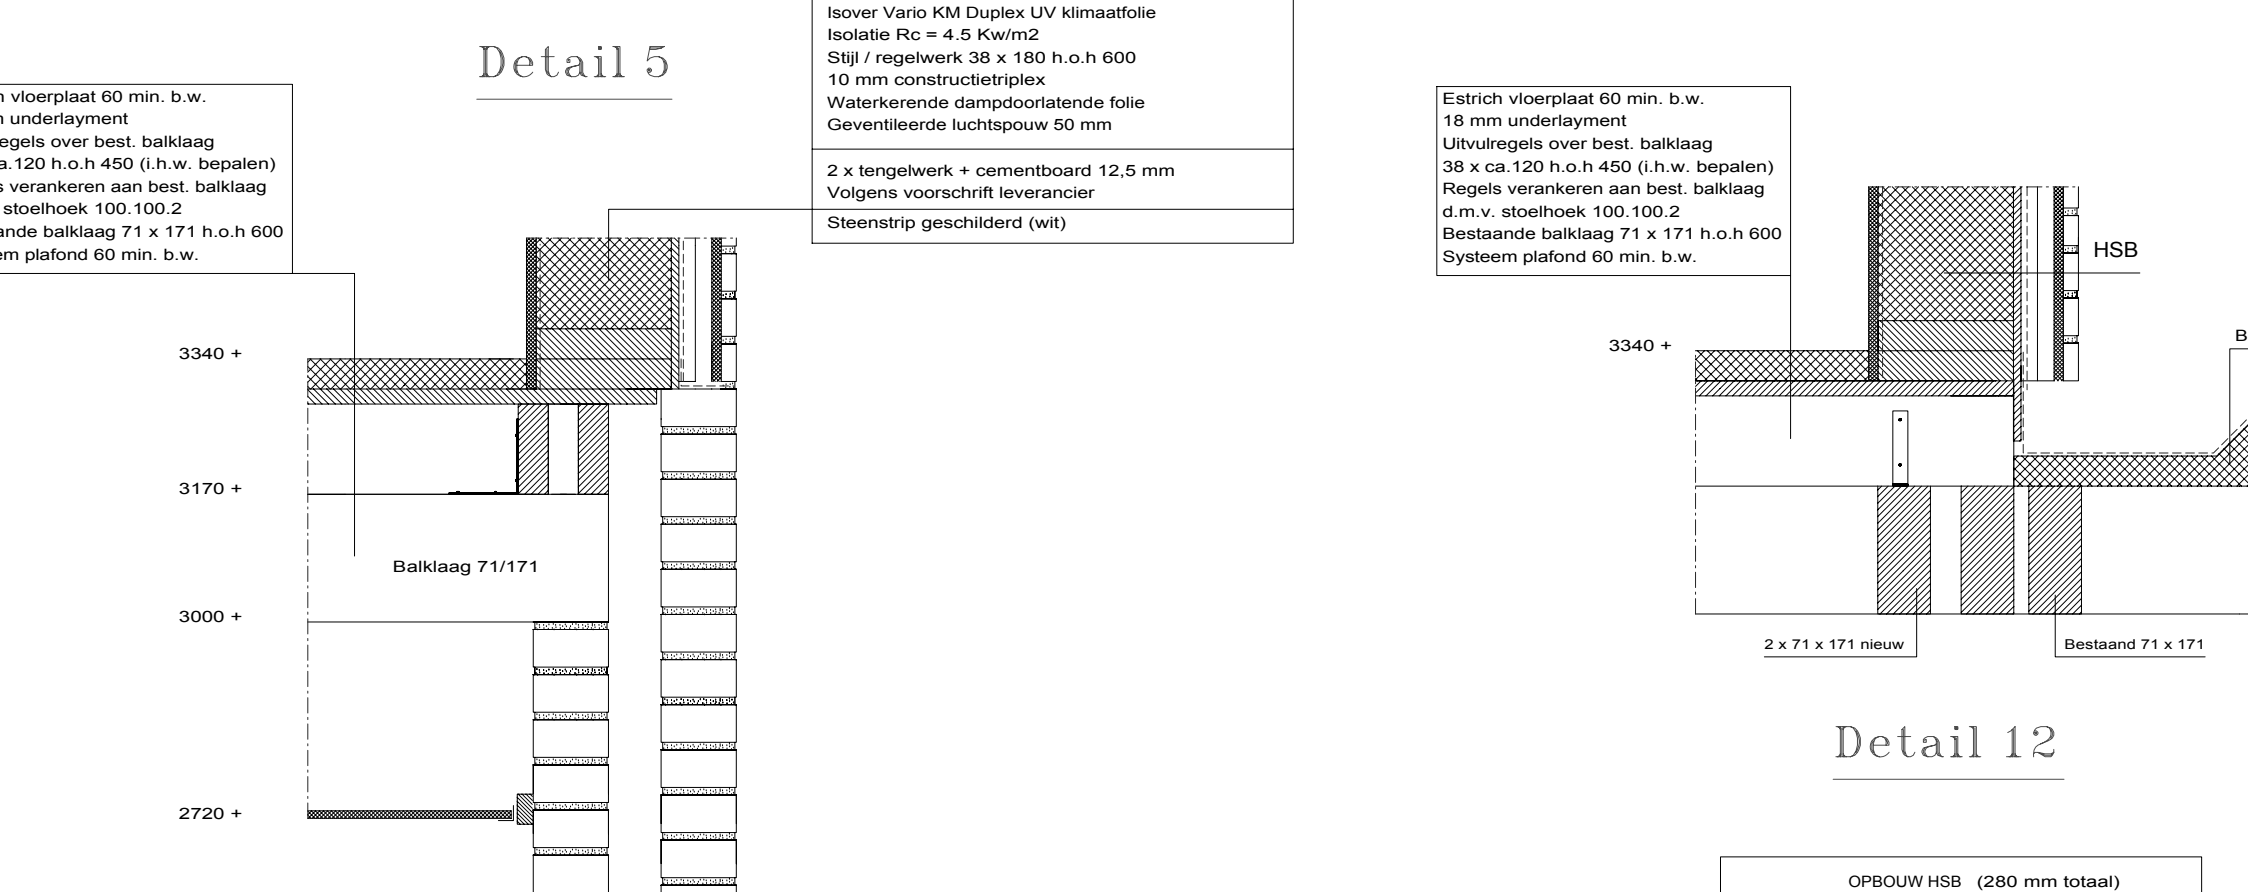 Detail 5
Isover Vario KM Duplex UV klimaatfolie
Isolatie Rc = 4.5 Kw/m2
Stijl / regelwerk 38 x 180 h.o.h 600
10 mm constructietriplex
Waterkerende dampdoorlatende folie
Geventileerde luchtspouw 50 mm
2 x tengelwerk + cementboard 12,5 mm
Volgens voorschrift leverancier
Steenstrip geschilderd (wit)
vloerplaat 60 min. b.w.
underlayment
egels over best. balklaag
a.120 h.o.h 450 (i.h.w. bepalen)
s verankeren aan best. balklaag
stoelhoek 100.100.2
ande balklaag 71 x 171 h.o.h 600
em plafond 60 min. b.w.
3340 +
3170 +
Balklaag 71/171
3000 +
2720 +
Estrich vloerplaat 60 min. b.w.
18 mm underlayment
Uitvulregels over best. balklaag
38 x ca.120 h.o.h 450 (i.h.w. bepalen)
Regels verankeren aan best. balklaag
d.m.v. stoelhoek 100.100.2
Bestaande balklaag 71 x 171 h.o.h 600
Systeem plafond 60 min. b.w.
HSB
B
3340 +
2 x 71 x 171 nieuw
Bestaand 71 x 171
Detail 12
OPBOUW HSB (280 mm totaal)